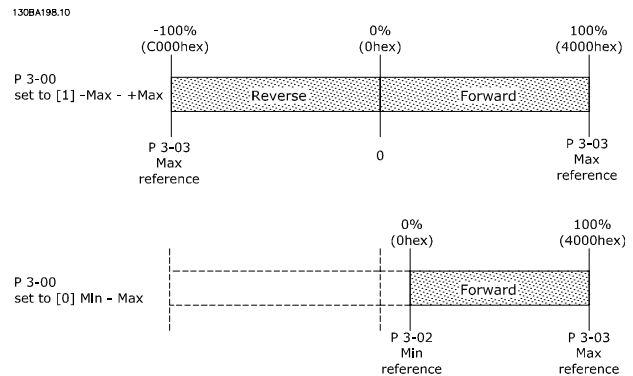 130BA198.10
-100%
(C000hex)
0%
(0hex)
100%
(4000hex)
P 3-00
set to [1] -Max - +Max
Reverse
Forward
P 3-03
Max
reference
0
P 3-03
Max
reference
0%
(0hex)
100%
(4000hex)
P 3-00
set to [0] MIn - Max
Forward
P 3-02
Min
reference
P 3-03
Max
reference